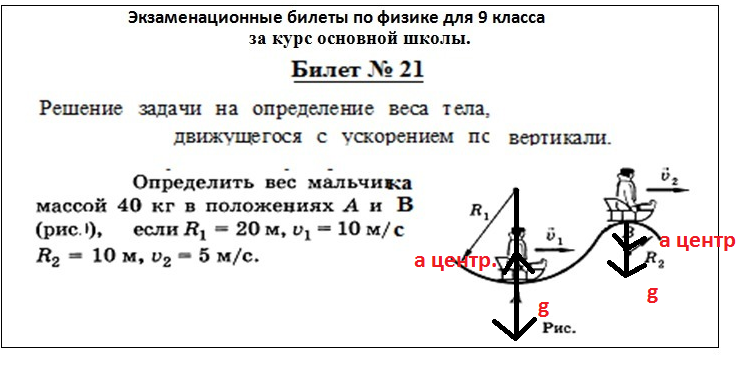 Экзаменационные билеты по физике для 9 класса
за курс основной школы.
Билет № 21
Решение задачи на определение веса тела,
движущегося с ускорением по вертикали.
Определить вес мальчика
массой 40 кг в положениях A и B
(рис.), если R₁ = 20 м, v₁ = 10 м/с
R₂ = 10 м, v₂ = 5 м/с.
R₁
v⃗₁
v⃗₂
B
a центр
R₂
a центр.
A
g
g
Рис.